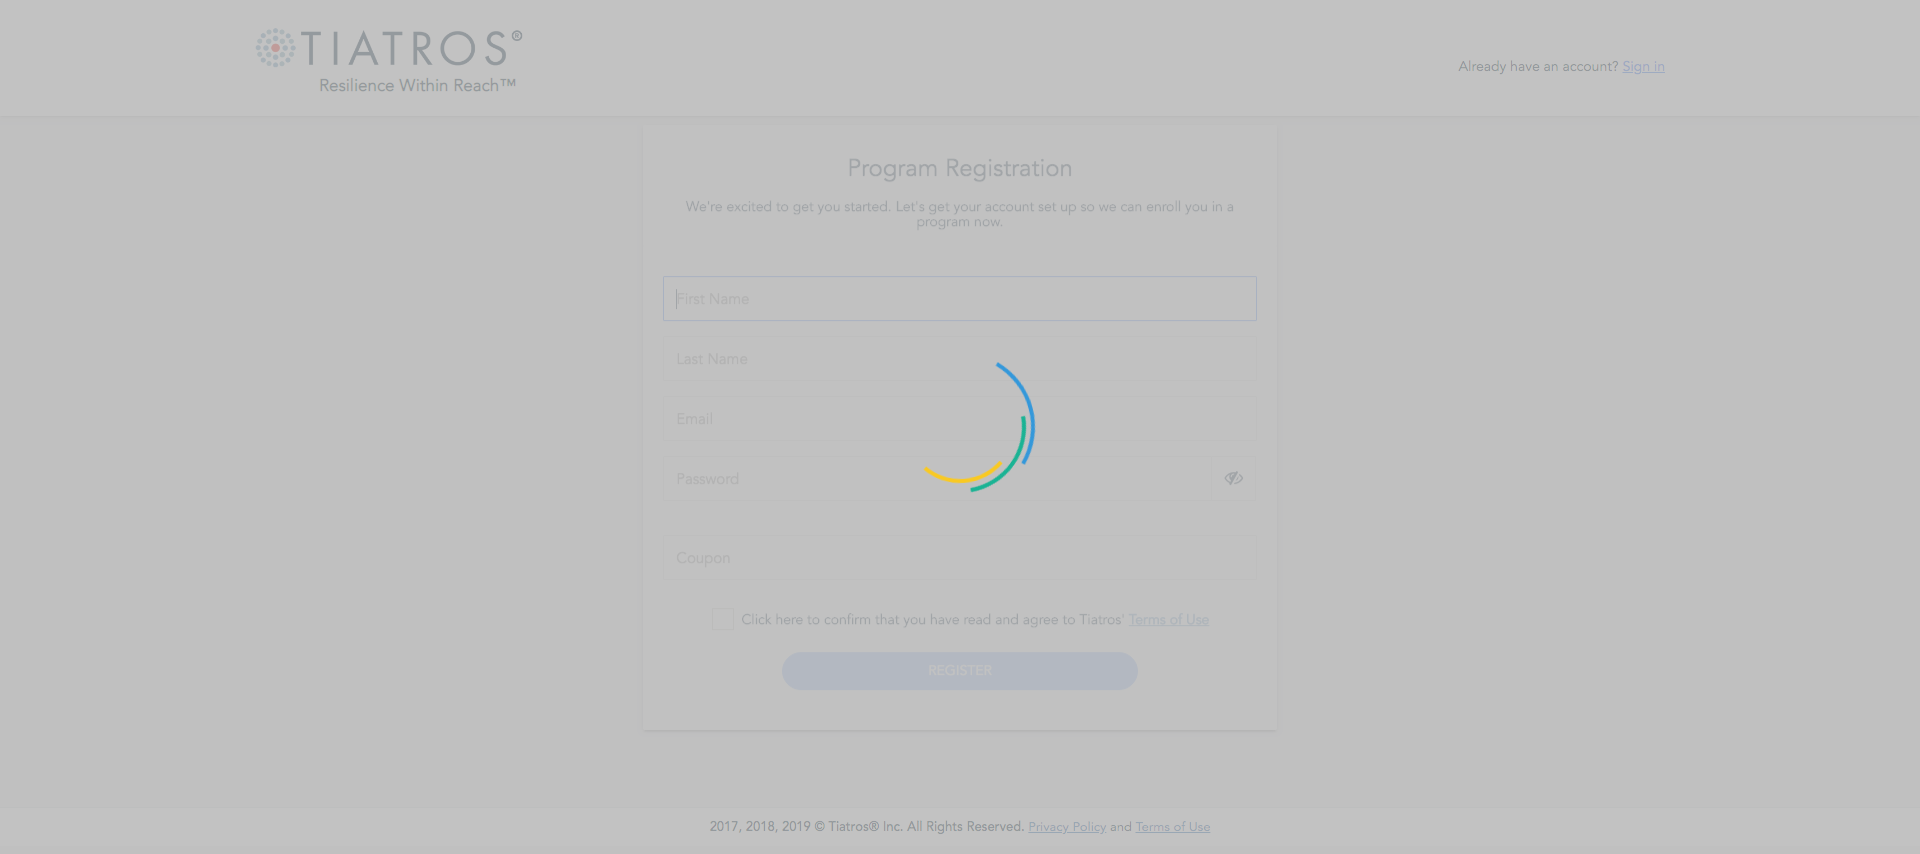 TIATROS®
Resilience Within Reach™
Already have an account? Sign in
Program Registration
We're excited to get you started. Let's get your account set up so we can enroll you in a
program now.
First Name
Last Name
Email
Password
Coupon
Click here to confirm that you have read and agree to Tiatros' Terms of Use
REGISTER
2017, 2018, 2019 © Tiatros® Inc. All Rights Reserved. Privacy Policy and Terms of Use